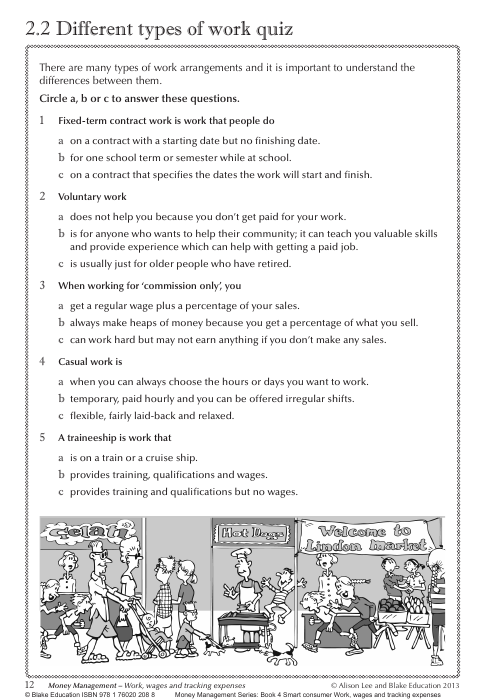 2.2 Different types of work quiz
There are many types of work arrangements and it is important to understand the
differences between them.
Circle a, b or c to answer these questions.
1 Fixed-term contract work is work that people do
a on a contract with a starting date but no finishing date.
b for one school term or semester while at school.
c on a contract that specifies the dates the work will start and finish.
2 Voluntary work
a does not help you because you don't get paid for your work.
b is for anyone who wants to help their community; it can teach you valuable skills
and provide experience which can help with getting a paid job.
c is usually just for older people who have retired.
3 When working for 'commission only', you
a get a regular wage plus a percentage of your sales.
b always make heaps of money because you get a percentage of what you sell.
c can work hard but may not earn anything if you don't make any sales.
4 Casual work is
a when you can always choose the hours or days you want to work.
b temporary, paid hourly and you can be offered irregular shifts.
c flexible, fairly laid-back and relaxed.
5 A traineeship is work that
a is on a train or a cruise ship.
b provides training, qualifications and wages.
c provides training and qualifications but no wages.
gelati
Hot Dogs
Welcome to
Lindon market
12 Money Management – Work, wages and tracking expenses © Alison Lee and Blake Education 2013
© Blake Education ISBN 978 1 76020 208 8 Money Management Series: Book 4 Smart consumer Work, wages and tracking expenses